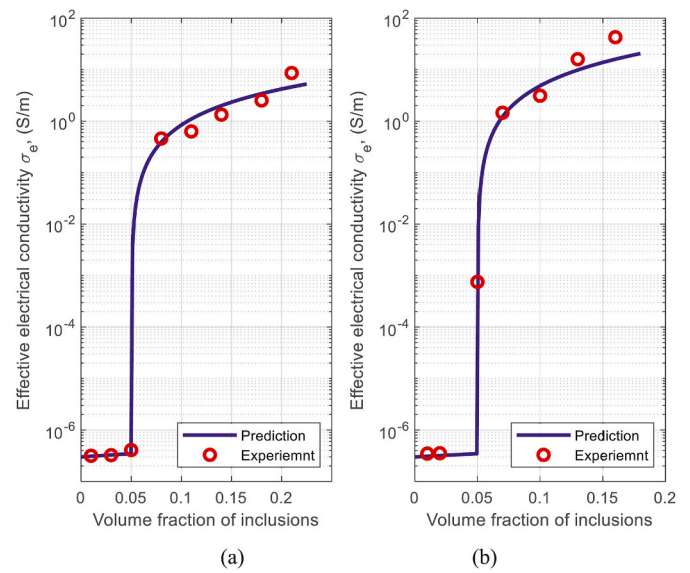 Effective electrical conductivity σe, (S/m)
10^2
10^0
10^-2
10^-4
10^-6
0 0.05 0.1 0.15 0.2
Volume fraction of inclusions
Prediction
Experiemnt
(a)
Effective electrical conductivity σe, (S/m)
10^2
10^0
10^-2
10^-4
10^-6
0 0.05 0.1 0.15 0.2
Volume fraction of inclusions
Prediction
Experiemnt
(b)